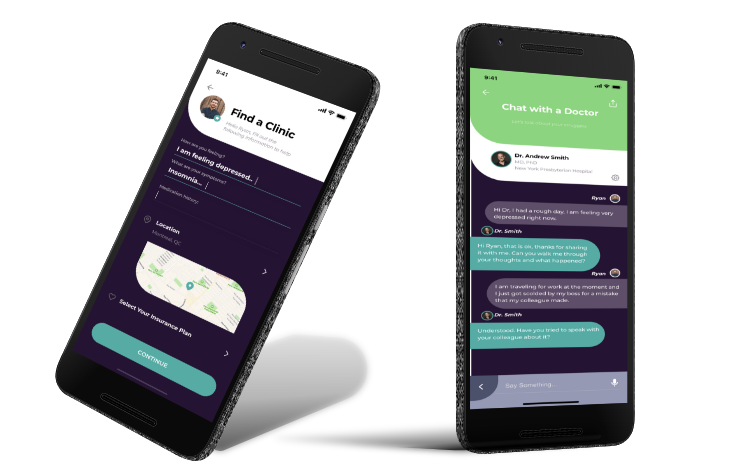 9:41
Find a Clinic
Hello Ryan, Fill out the
following information to help
How are you feeling?
I am feeling depressed..
What are your symptoms?
Insomnia...
Medication history:
Location
Montreal, QC
Select Your Insurance Plan
CONTINUE
9:41
Chat with a Doctor
Dr. Andrew Smith
MD, PhD
New York Presbyterian Hospital
Ryan
Hi Dr. I had a rough day, I am feeling very
depressed right now.
Dr. Smith
Hi Ryan, that is ok, thanks for sharing
it with me. Can you walk me through
your thoughts and what happened?
Ryan
I am traveling for work at the moment and
I just got scolded by my boss for a mistake
that my colleague made.
Dr. Smith
Understood. Have you tried to speak with
your colleague about it?
Say Something...